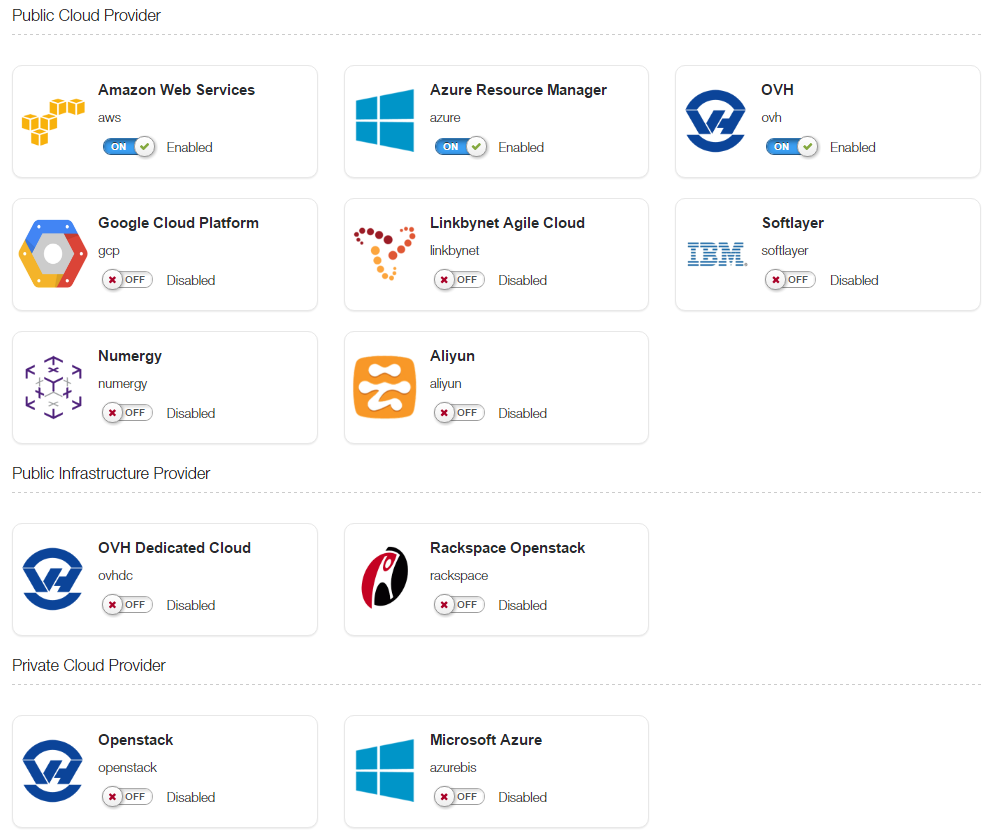 Public Cloud Provider
Amazon Web Services
aws
ON Enabled
Azure Resource Manager
azure
ON Enabled
OVH
ovh
ON Enabled
Google Cloud Platform
gcp
OFF Disabled
Linkbynet Agile Cloud
linkbynet
OFF Disabled
IBM
Softlayer
softlayer
OFF Disabled
Numergy
numergy
OFF Disabled
云
Aliyun
aliyun
OFF Disabled
Public Infrastructure Provider
OVH Dedicated Cloud
ovhdc
OFF Disabled
Rackspace Openstack
rackspace
OFF Disabled
Private Cloud Provider
Openstack
openstack
OFF Disabled
Microsoft Azure
azurebis
OFF Disabled